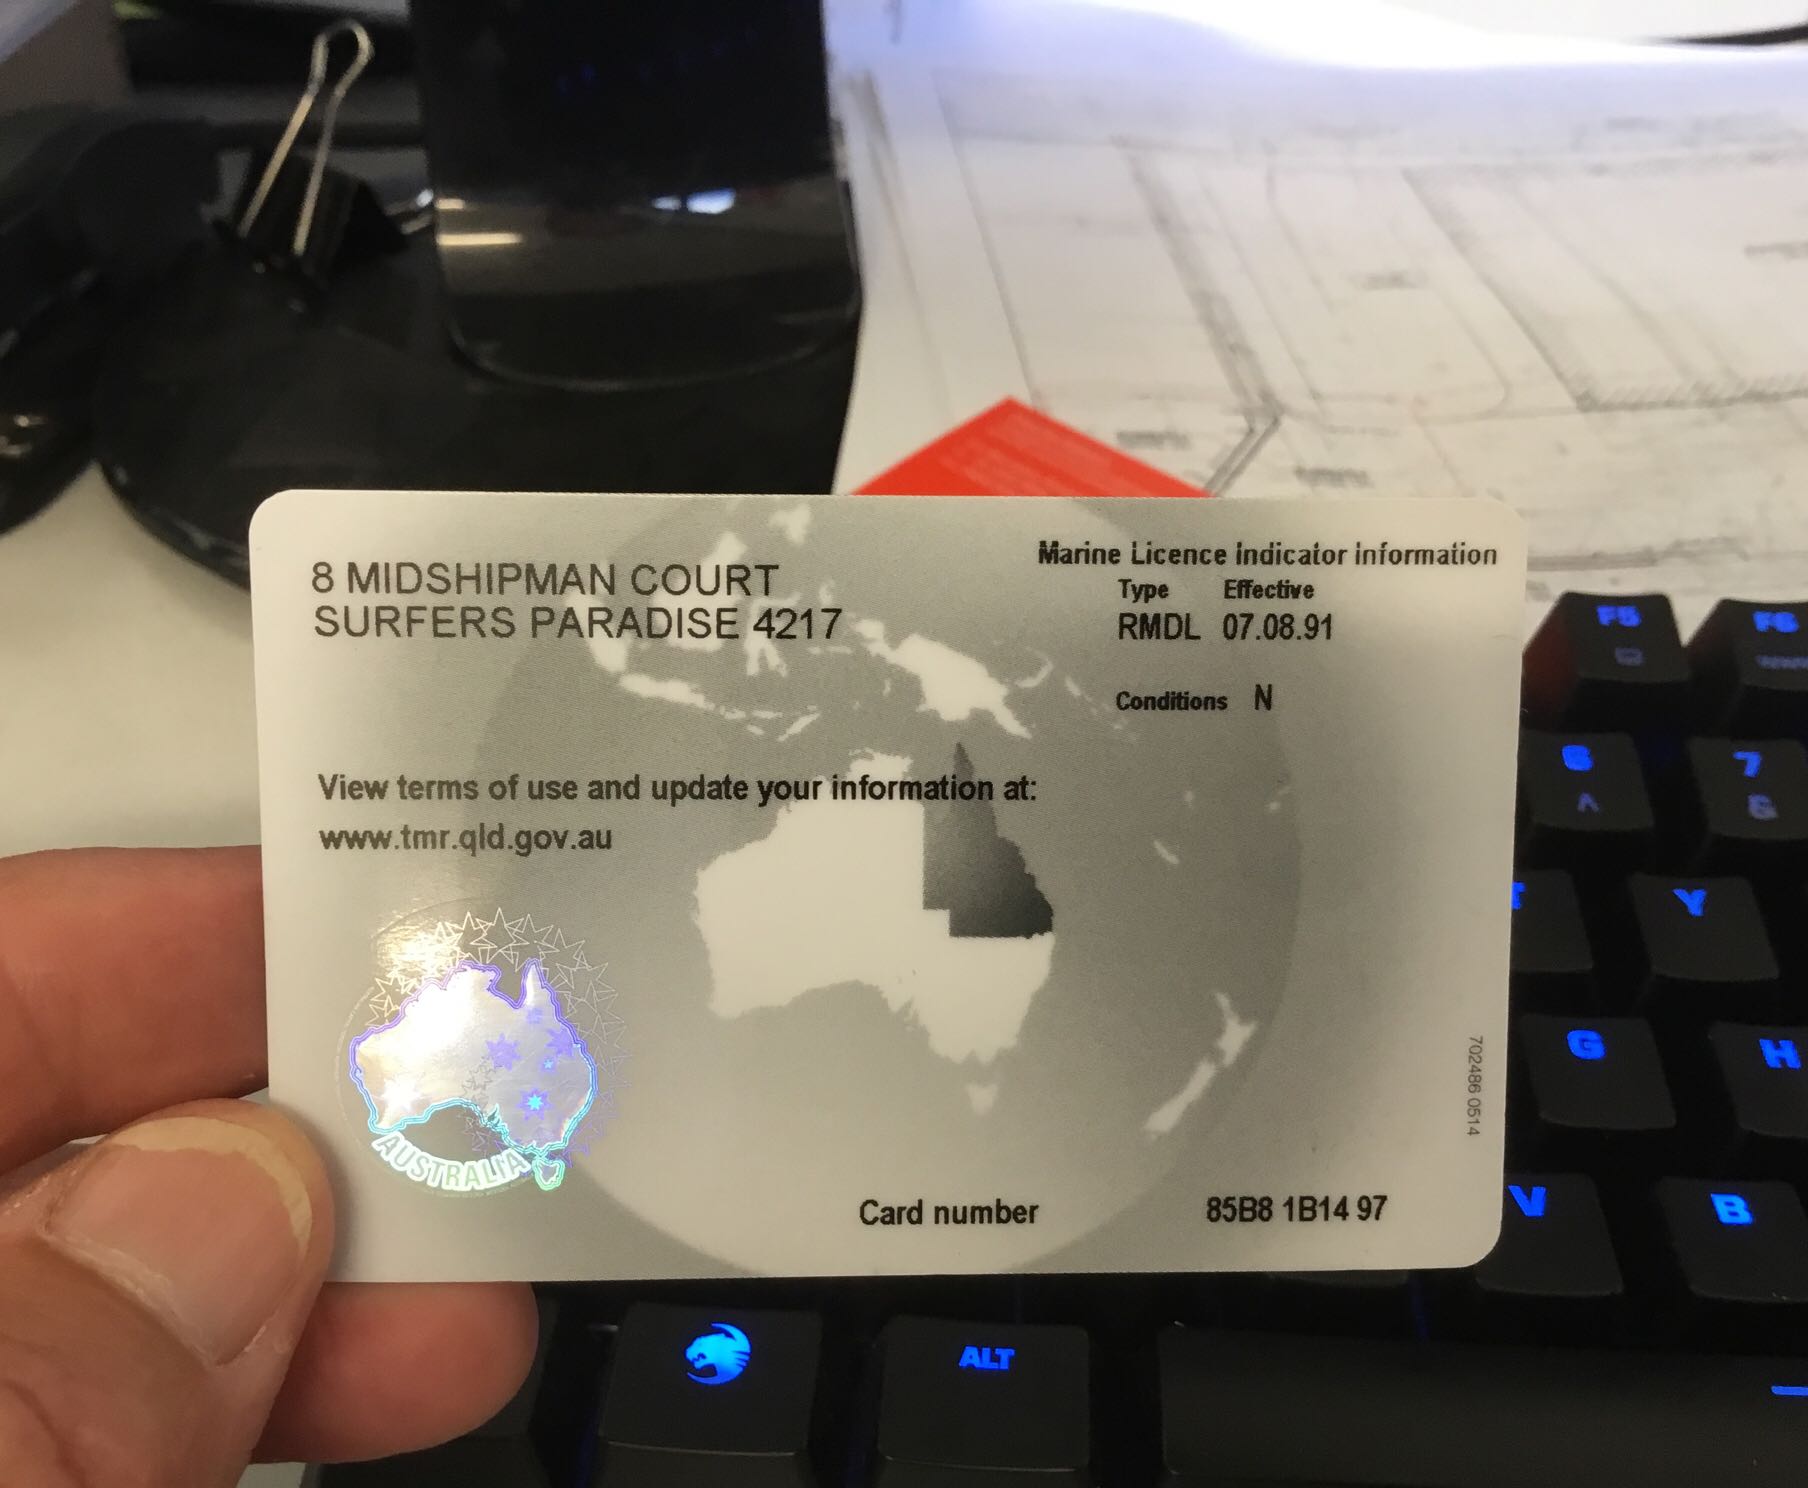 8 MIDSHIPMAN COURT
SURFERS PARADISE 4217
Marine Licence Indicator Information
Type Effective
RMDL 07.08.91
Conditions N
View terms of use and update your information at:
www.tmr.qld.gov.au
AUSTRALIA
702486 0514
Card number 85B8 1B14 97
F5
F6
6
^
7
&
Y
G
H
V
B
ALT